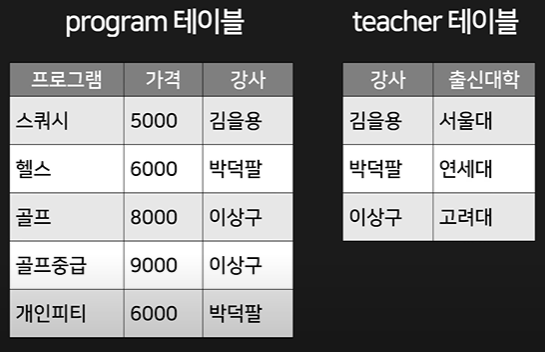 program 테이블
프로그램 가격 강사
스쿼시 5000 김을용
헬스 6000 박덕팔
골프 8000 이상구
골프중급 9000 이상구
개인피티 6000 박덕팔
teacher 테이블
강사 출신대학
김을용 서울대
박덕팔 연세대
이상구 고려대